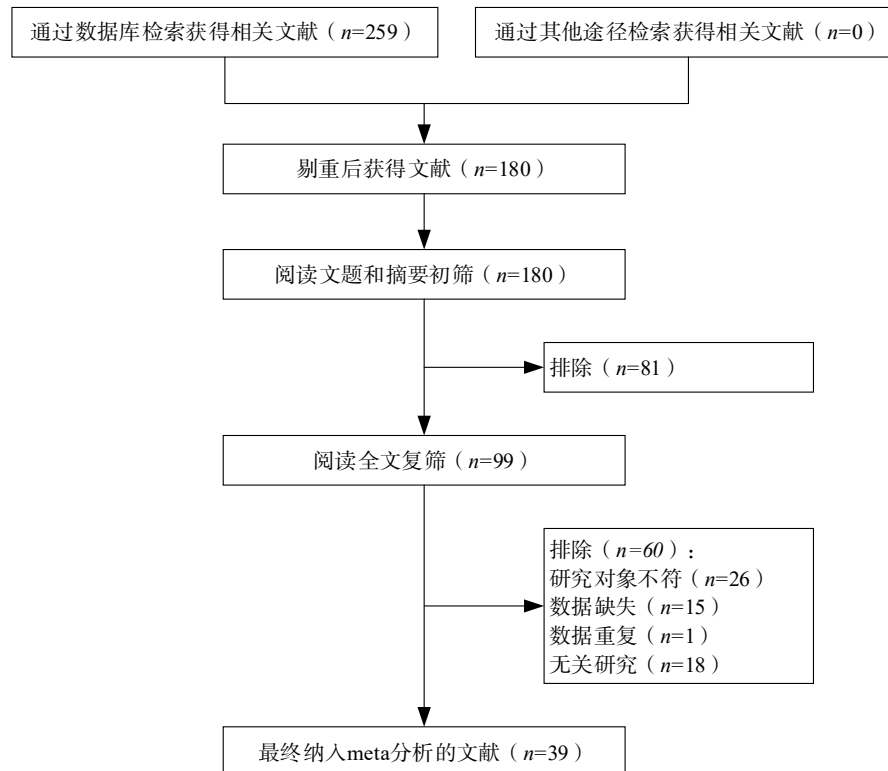 通过数据库检索获得相关文献（n=259）
通过其他途径检索获得相关文献（n=0）
剔重后获得文献（n=180）
阅读文题和摘要初筛（n=180）
排除（n=81）
阅读全文复筛（n=99）
排除（n=60）：
研究对象不符（n=26）
数据缺失（n=15）
数据重复（n=1）
无关研究（n=18）
最终纳入meta分析的文献（n=39）